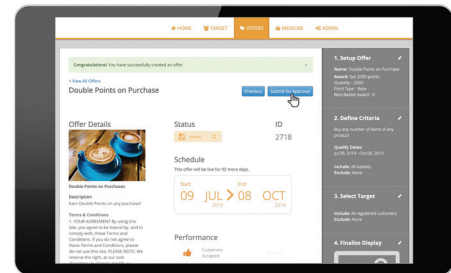 HOME TARGET OFFERS MEASURE ADMIN
Congratulations! You have successfully created an offer ×
< View All Offers
Double Points on Purchase
Previous
Submit for Approval
Offer Details
Double Points on Purchases
Description
Earn Double Points on any purchase!
Terms & Conditions
1. YOUR AGREEMENT By using this
Site, you agree to be bound by, and to
comply with, these Terms and
Conditions. If you do not agree to
these Terms and Conditions, please
do not use this site. PLEASE NOTE: We
reserve the right, at our sole
Status
saved
ID
2718
Schedule
This offer will be live for 92 more days.
Start
09 JUL
2019
End
08 OCT
2019
Performance
Customers
Accepted
1. Setup Offer
Name: Double Points on Purchase
Award: Get 2000 points
Quantity - 2000
Point Type - Base
2. Define Criteria
Buy any number of items of any
product
Qualify Dates:
Jul 09, 2019 - Oct 08, 2019
Include: All
Exclude: None
3. Select Target
Include: All registered customers
Exclude: None
4. Finalize Display